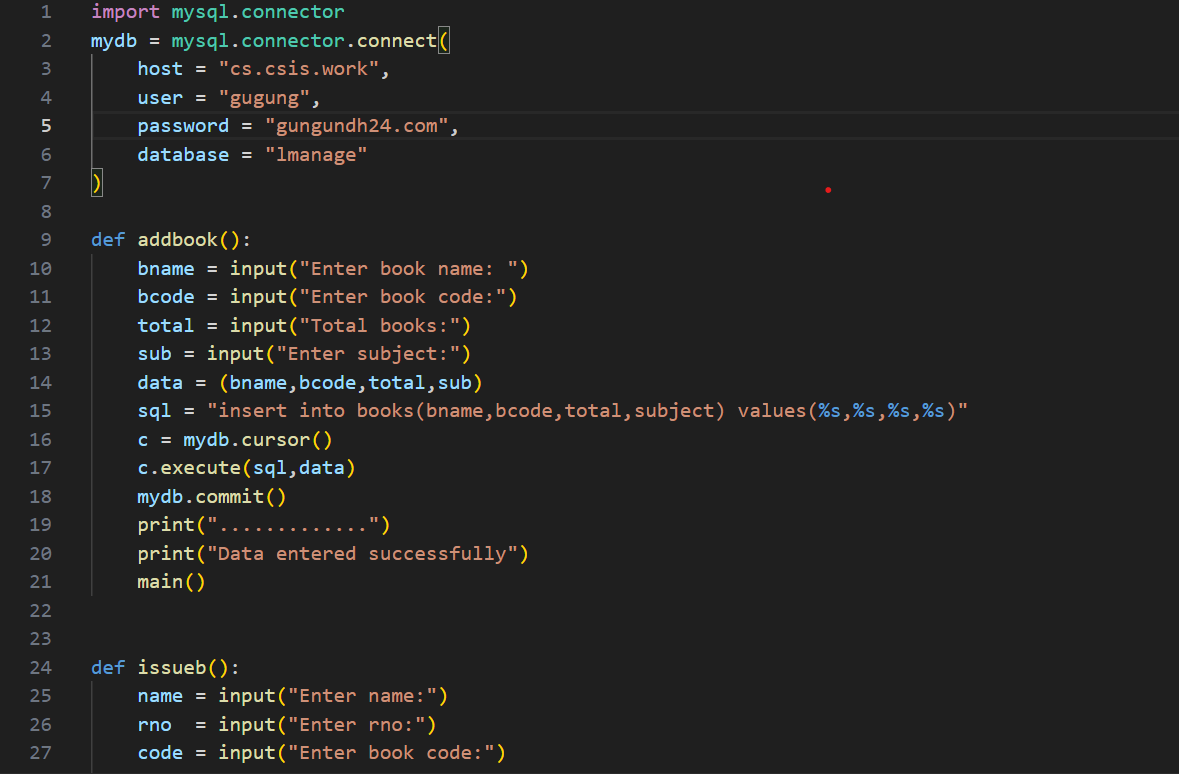 1 import mysql.connector
2 mydb = mysql.connector.connect(
3     host = "cs.csis.work",
4     user = "gugung",
5     password = "gungundh24.com",
6     database = "lmanage"
7 )
8
9 def addbook():
10     bname = input("Enter book name: ")
11     bcode = input("Enter book code:")
12     total = input("Total books:")
13     sub = input("Enter subject:")
14     data = (bname,bcode,total,sub)
15     sql = "insert into books(bname,bcode,total,subject) values(%s,%s,%s,%s)"
16     c = mydb.cursor()
17     c.execute(sql,data)
18     mydb.commit()
19     print(".............")
20     print("Data entered successfully")
21     main()
22
23
24 def issueb():
25     name = input("Enter name:")
26     rno  = input("Enter rno:")
27     code = input("Enter book code:")